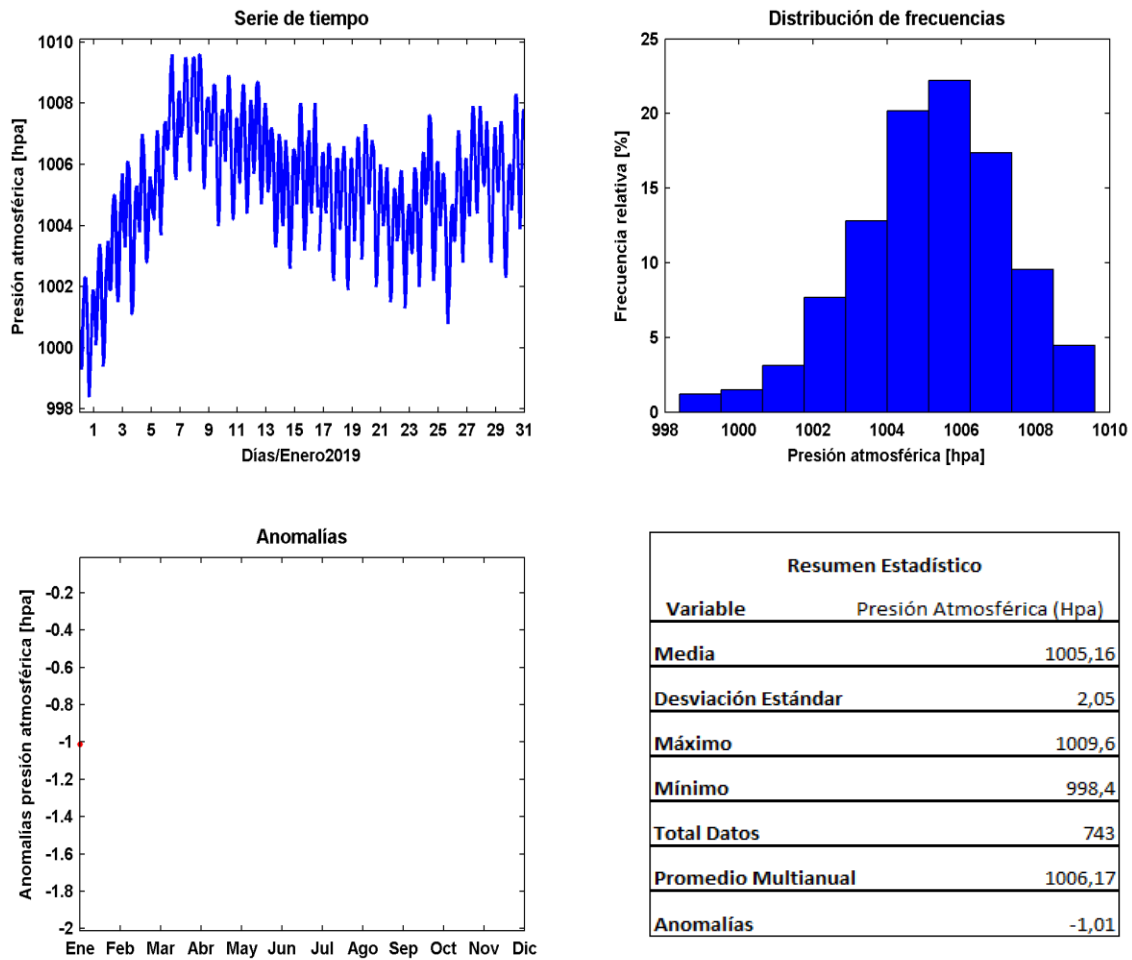 Serie de tiempo
Presión atmosférica [hpa]
1010
1008
1006
1004
1002
1000
998
1 3 5 7 9 11 13 15 17 19 21 23 25 27 29 31
Días/Enero2019
Distribución de frecuencias
Frecuencia relativa [%]
25
20
15
10
5
0
998 1000 1002 1004 1006 1008 1010
Presión atmosférica [hpa]
Anomalías
Anomalías presión atmosférica [hpa]
-0.2
-0.4
-0.6
-0.8
-1
-1.2
-1.4
-1.6
-1.8
-2
Ene Feb Mar Abr May Jun Jul Ago Sep Oct Nov Dic
Resumen Estadístico
Variable Presión Atmosférica (Hpa)
Media 1005,16
Desviación Estándar 2,05
Máximo 1009,6
Mínimo 998,4
Total Datos 743
Promedio Multianual 1006,17
Anomalías -1,01